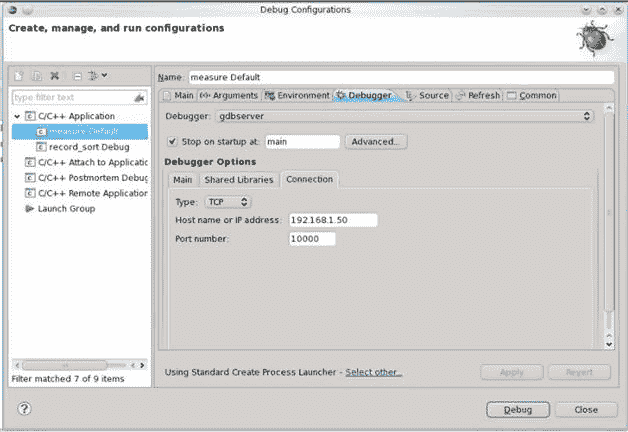 Debug Configurations
Create, manage, and run configurations
type filter text
C/C++ Application
measure Default
record_sort Debug
C/C++ Attach to Applicatio
C/C++ Postmortem Debug
C/C++ Remote Application
Launch Group
Filter matched 7 of 9 items
Name: measure Default
Main Arguments Environment Debugger Source Refresh Common
Debugger: gdbserver
Stop on startup at: main Advanced...
Debugger Options
Main Shared Libraries Connection
Type: TCP
Host name or IP address: 192.168.1.50
Port number: 10000
Using Standard Create Process Launcher - Select other...
Apply Revert
? Debug Close